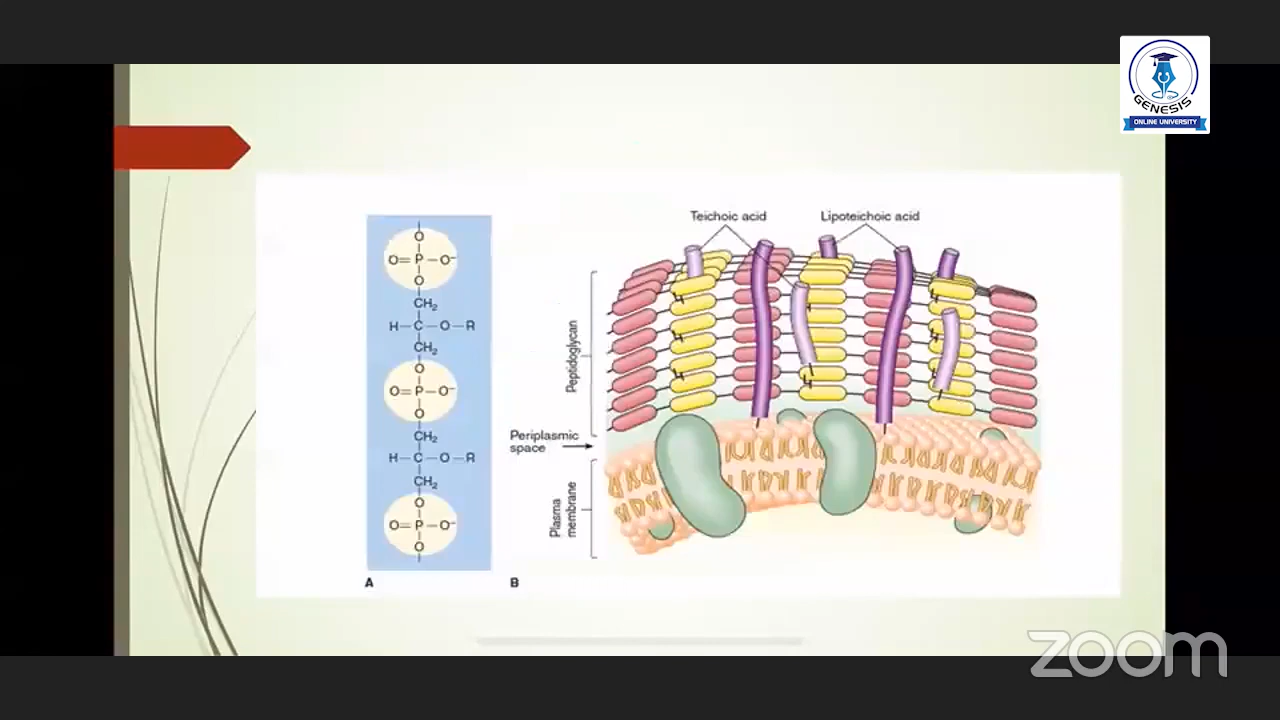 GENESIS
ONLINE UNIVERSITY
Teichoic acid
Lipoteichoic acid
O
O=P–O⁻
O
CH₂
H–C–O–R
CH₂
O
O=P–O⁻
O
CH₂
H–C–O–R
CH₂
O
O=P–O⁻
O
Peptidoglycan
Periplasmic
space
Plasma
membrane
A
B
zoom